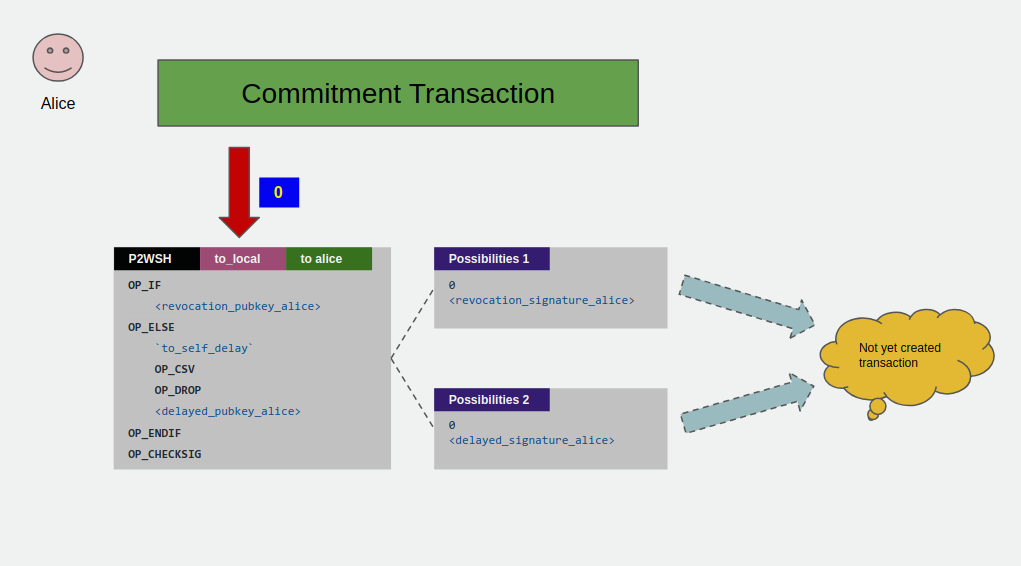 Alice
Commitment Transaction
0
P2WSH to_local to alice
OP_IF
<revocation_pubkey_alice>
OP_ELSE
`to_self_delay`
OP_CSV
OP_DROP
<delayed_pubkey_alice>
OP_ENDIF
OP_CHECKSIG
Possibilities 1
0
<revocation_signature_alice>
Possibilities 2
0
<delayed_signature_alice>
Not yet created
transaction